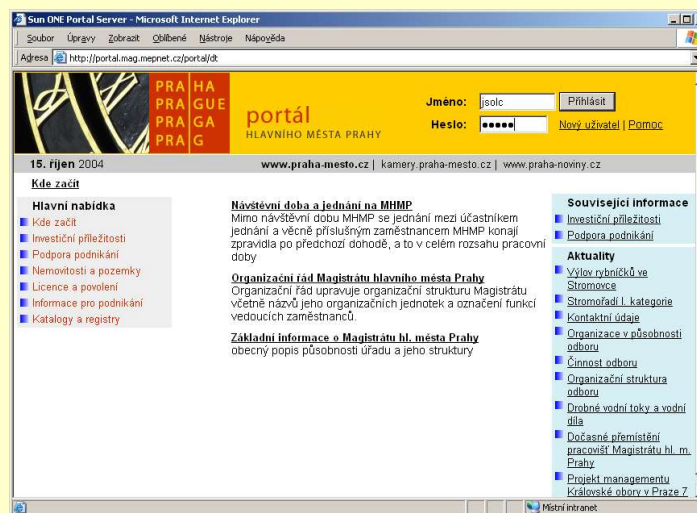 Sun ONE Portal Server - Microsoft Internet Explorer
Soubor Úpravy Zobrazit Oblíbené Nástroje Nápověda
Adresa http://portal.mag.mepnet.cz/portal/dt
PRA HA
PRA GUE
PRA GA
PRA G
portál
HLAVNÍHO MĚSTA PRAHY
Jméno: jsolc Přihlásit
Heslo: ●●●●● Nový uživatel | Pomoc
15. říjen 2004 www.praha-mesto.cz | kamery.praha-mesto.cz | www.praha-noviny.cz
Kde začít
Hlavní nabídka
Kde začít
Investiční příležitosti
Podpora podnikání
Nemovitosti a pozemky
Licence a povolení
Informace pro podnikání
Katalogy a registry
Návštěvní doba a jednání na MHMP
Mimo návštěvní dobu MHMP se jednání mezi účastníkem
jednání a věcně příslušným zaměstnancem MHMP konají
zpravidla po předchozí dohodě, a to v celém rozsahu pracovní
doby
Organizační řád Magistrátu hlavního města Prahy
Organizační řád upravuje organizační strukturu Magistrátu
včetně názvů jeho organizačních jednotek a označení funkcí
vedoucích zaměstnanců.
Základní informace o Magistrátu hl. města Prahy
obecný popis působnosti úřadu a jeho struktury
Související informace
Investiční příležitosti
Podpora podnikání
Aktuality
Výlov rybníčků ve
Stromovce
Stromořadí I. kategorie
Kontaktní údaje
Organizace v působnosti
odboru
Činnost odboru
Organizační struktura
odboru
Drobné vodní toky a vodní
díla
Dočasné přemístění
pracovišť Magistrátu hl. m.
Prahy
Projekt managementu
Královské obory v Praze 7
Místní intranet